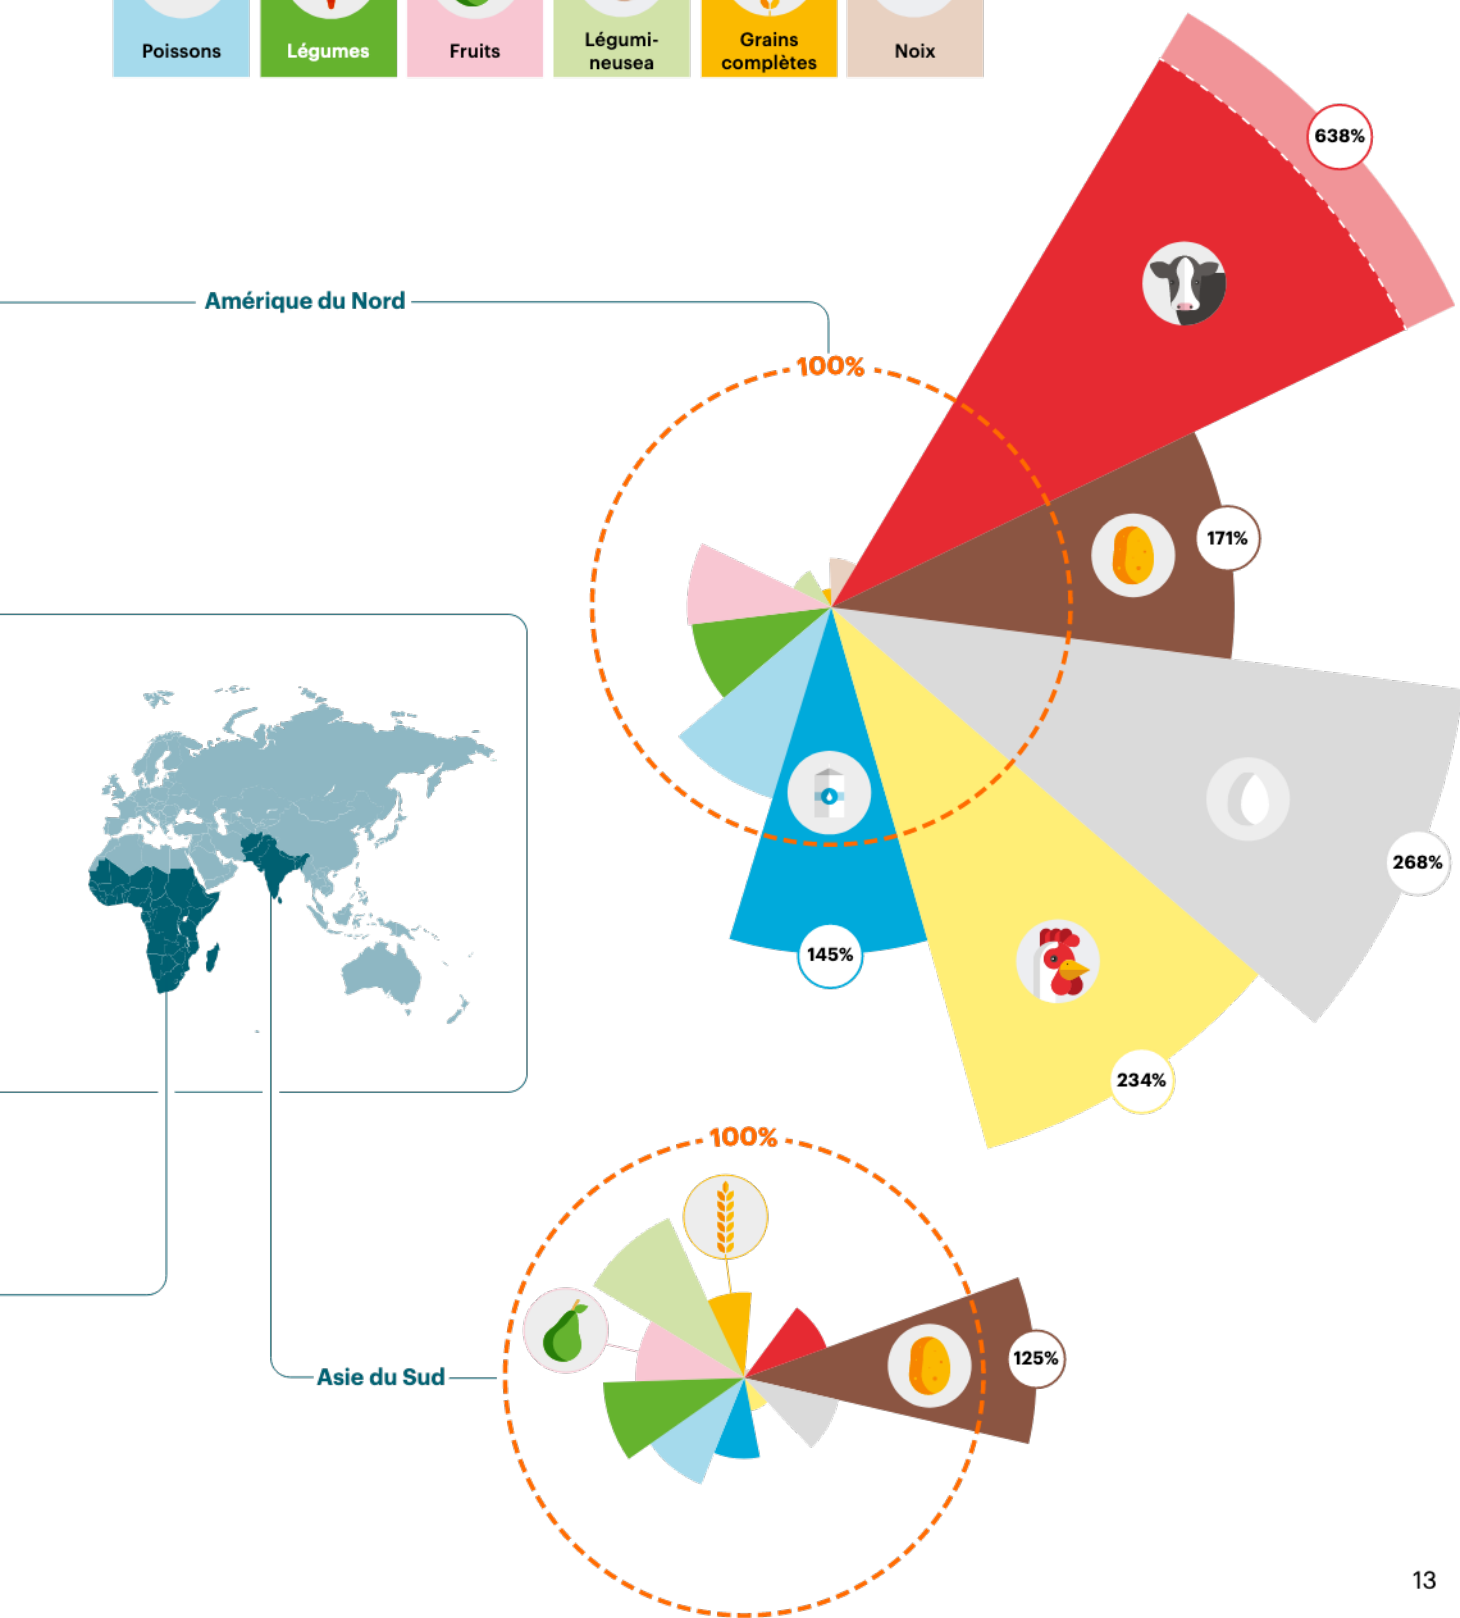 Poissons
Légumes
Fruits
Légumi-
neusea
Grains
complètes
Noix
638%
Amérique du Nord
100%
171%
268%
145%
234%
100%
125%
Asie du Sud
13